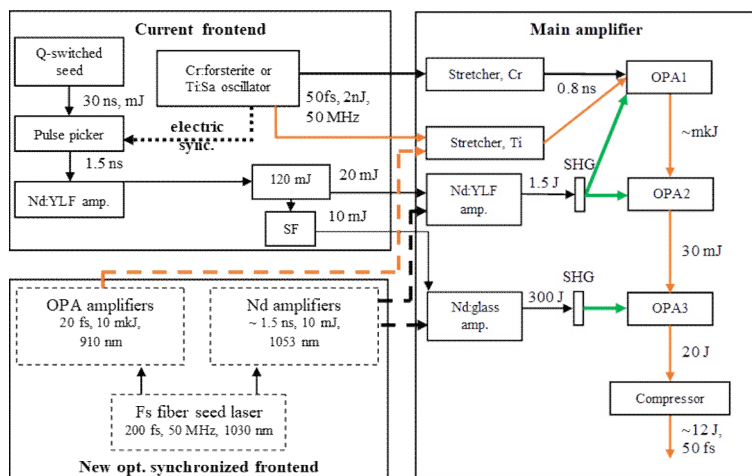 Current frontend
Q-switched
seed
30 ns, mJ
Pulse picker
1.5 ns
Nd:YLF amp.
Cr:forsterite or
Ti:Sa oscillator
electric
sync.
50fs, 2nJ,
50 MHz
120 mJ
20 mJ
SF
10 mJ
Main amplifier
Stretcher, Cr
0.8 ns
OPA1
Stretcher, Ti
~mkJ
Nd:YLF
amp.
1.5 J
SHG
OPA2
30 mJ
Nd:glass
amp.
300 J
SHG
OPA3
20 J
Compressor
~12 J,
50 fs
OPA amplifiers
20 fs, 10 mkJ,
910 nm
Nd amplifiers
~ 1.5 ns, 10 mJ,
1053 nm
Fs fiber seed laser
200 fs, 50 MHz, 1030 nm
New opt. synchronized frontend